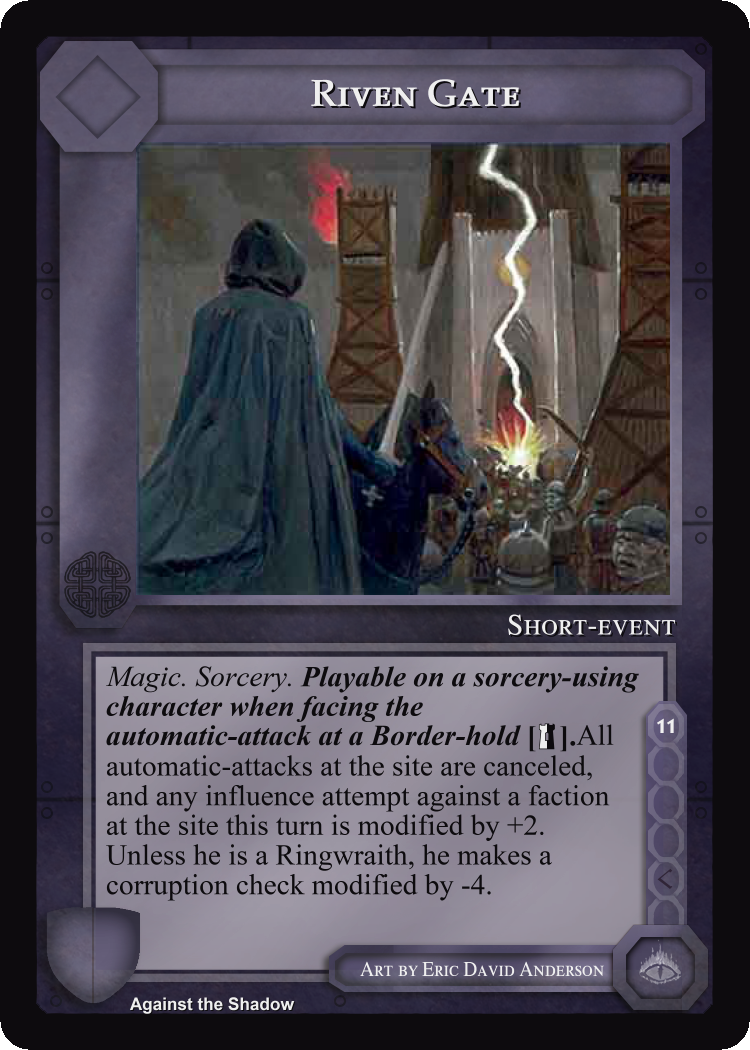 Riven Gate
Short-event
Magic. Sorcery. Playable on a sorcery-using
character when facing the
automatic-attack at a Border-hold [ ].All
automatic-attacks at the site are canceled,
and any influence attempt against a faction
at the site this turn is modified by +2.
Unless he is a Ringwraith, he makes a
corruption check modified by -4.
11
Art by Eric David Anderson
Against the Shadow